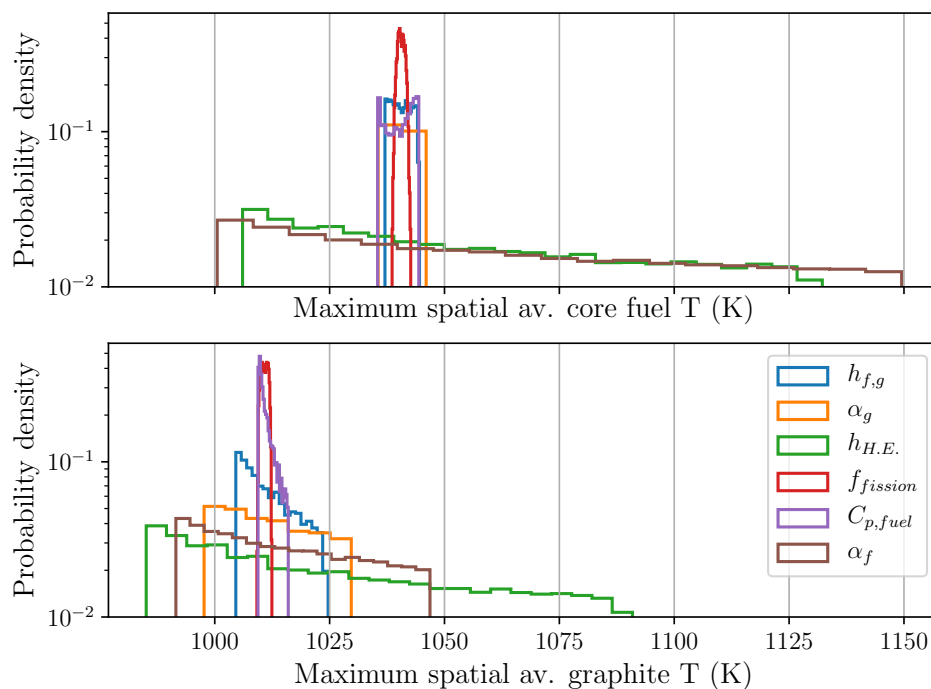 Probability density
10⁻¹
10⁻²
Maximum spatial av. core fuel T (K)
Probability density
10⁻¹
10⁻²
h_{f,g}
α_g
h_{H.E.}
f_{fission}
C_{p,fuel}
α_f
1000 1025 1050 1075 1100 1125 1150
Maximum spatial av. graphite T (K)